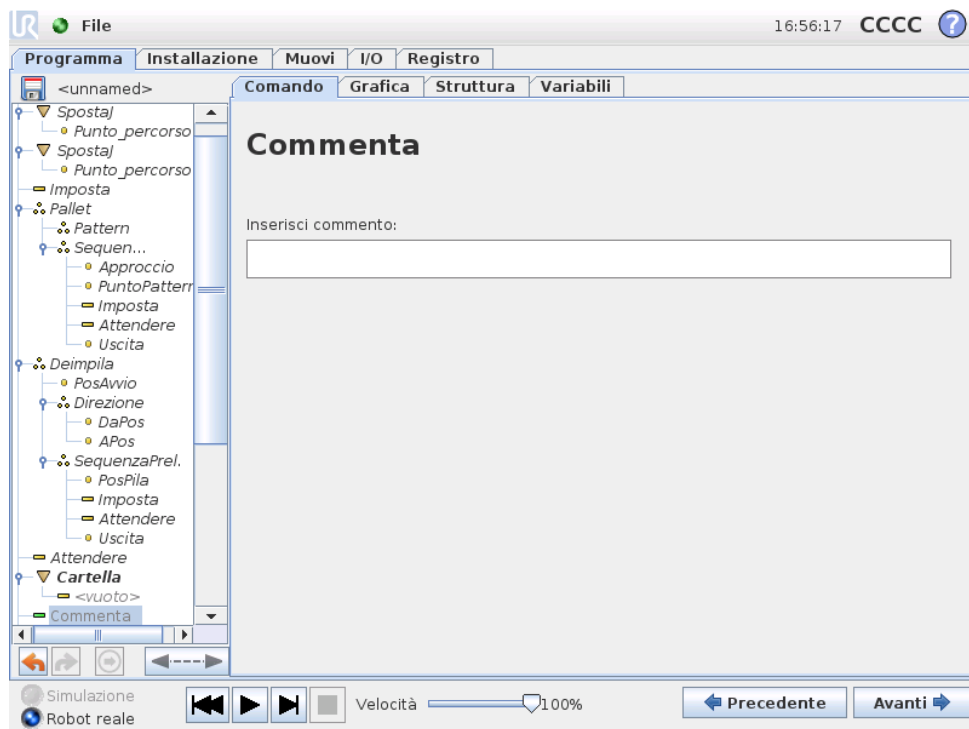 UR File 16:56:17 CCCC ?
Programma Installazione Muovi I/O Registro
<unnamed>
Comando Grafica Struttura Variabili
SpostaJ
Punto_percorso
SpostaJ
Punto_percorso
Imposta
Pallet
Pattern
Sequen...
Approccio
PuntoPattern
Imposta
Attendere
Uscita
Deimpila
PosAvvio
Direzione
DaPos
APos
SequenzaPrel.
PosPila
Imposta
Attendere
Uscita
Attendere
Cartella
<vuoto>
Commenta
Commenta
Inserisci commento:
Simulazione
Robot reale
Velocità 100%
Precedente Avanti